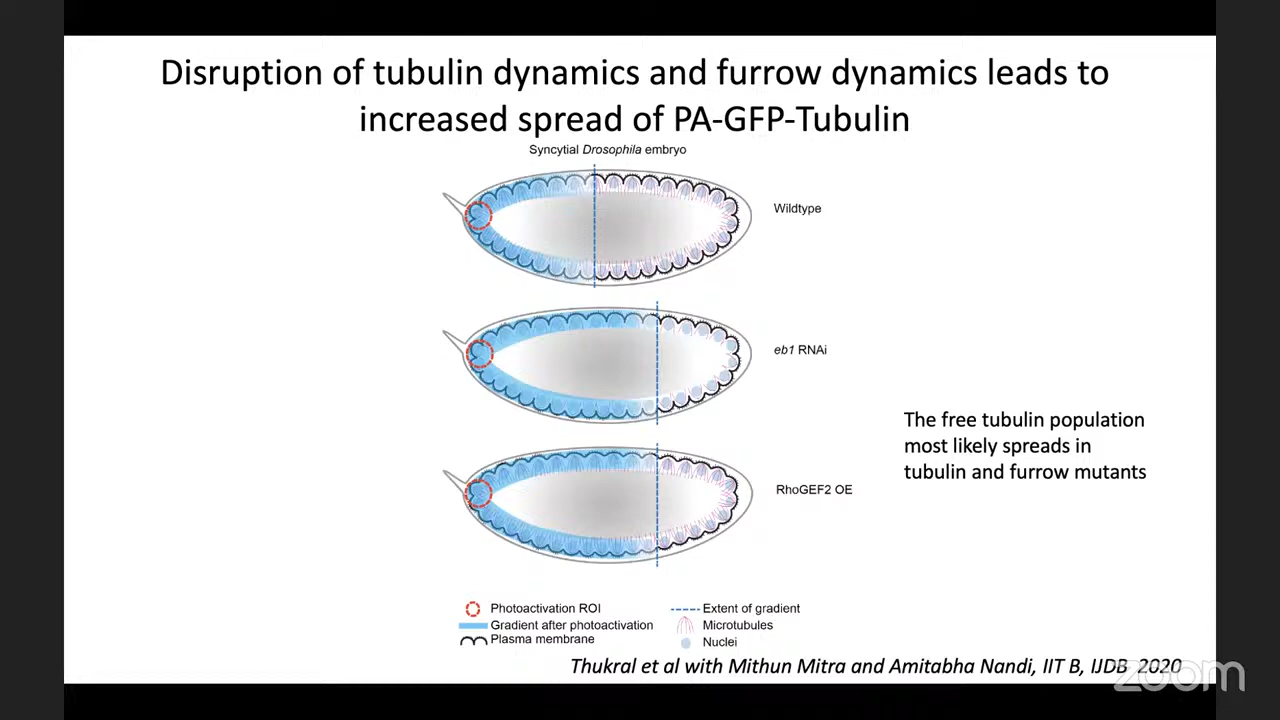 Disruption of tubulin dynamics and furrow dynamics leads to
increased spread of PA-GFP-Tubulin
Syncytial Drosophila embryo
Wildtype
eb1 RNAi
The free tubulin population
most likely spreads in
tubulin and furrow mutants
RhoGEF2 OE
Photoactivation ROI
Extent of gradient
Gradient after photoactivation
Microtubules
Plasma membrane
Nuclei
Thukral et al with Mithun Mitra and Amitabha Nandi, IIT B, IJDB 2020
zoom